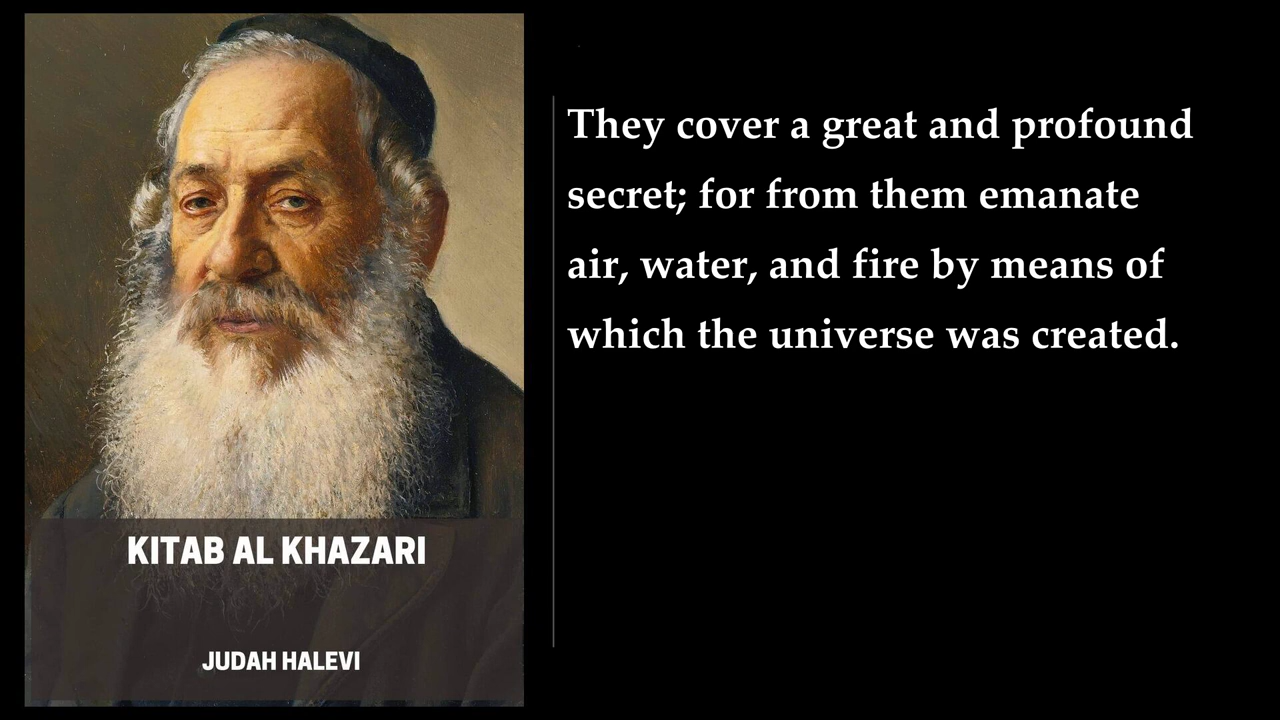 They cover a great and profound
secret; for from them emanate
air, water, and fire by means of
which the universe was created.
KITAB AL KHAZARI
JUDAH HALEVI